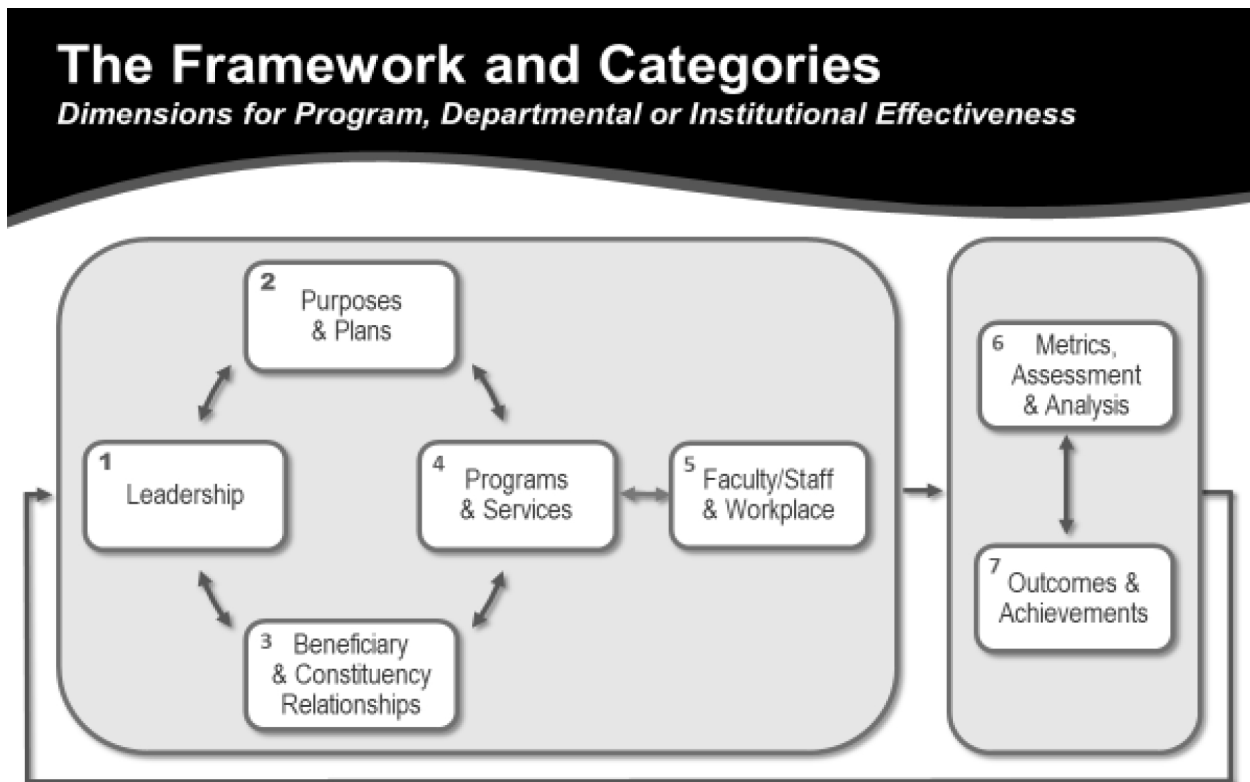 The Framework and Categories
Dimensions for Program, Departmental or Institutional Effectiveness
2
Purposes
& Plans
1
Leadership
4
Programs
& Services
5
Faculty/Staff
& Workplace
3
Beneficiary
& Constituency
Relationships
6
Metrics,
Assessment
& Analysis
7
Outcomes &
Achievements